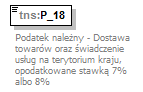 tns:P_18
Podatek należny - Dostawa
towarów oraz świadczenie
usług na terytorium kraju,
opodatkowane stawką 7%
albo 8%